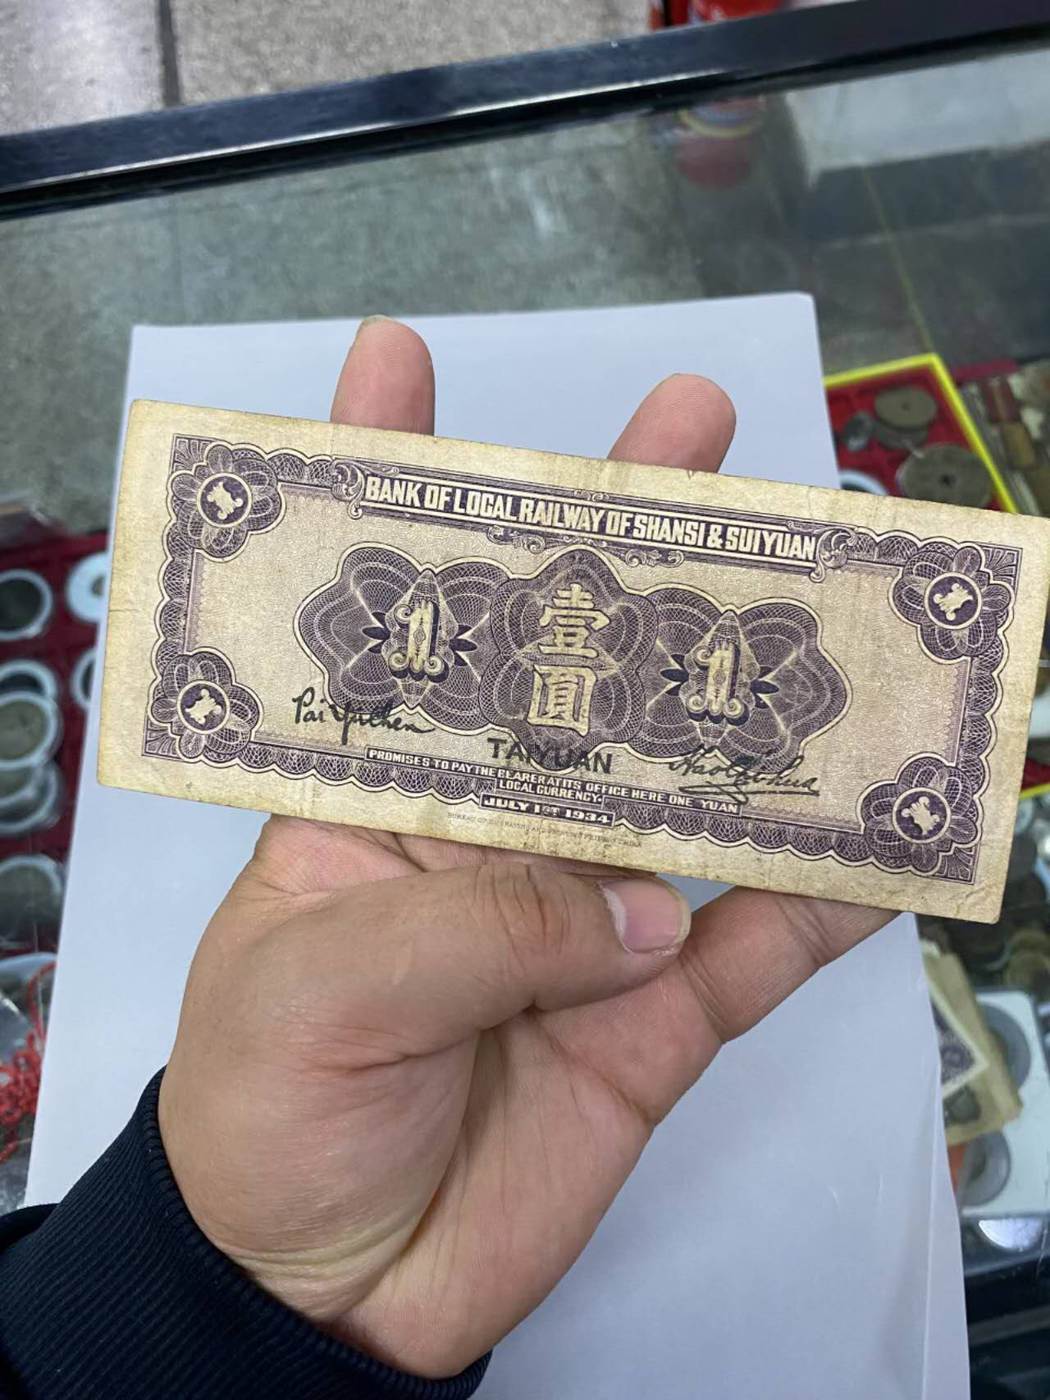 BANK OF LOCAL RAILWAY OF SHANSI & SUIYUAN
1 壹圓 1
TAIYUAN
PROMISES TO PAY THE BEARER AT ITS OFFICE HERE ONE YUAN
LOCAL CURRENCY.
JULY 1ST 1934